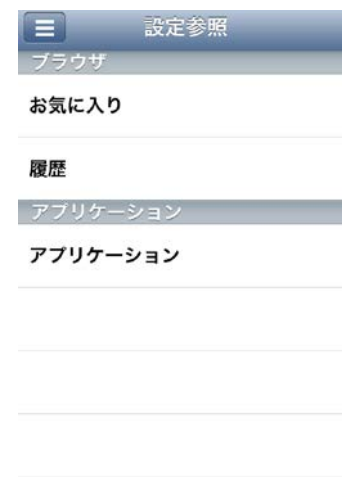 設定参照
ブラウザ
お気に入り
履歴
アプリケーション
アプリケーション